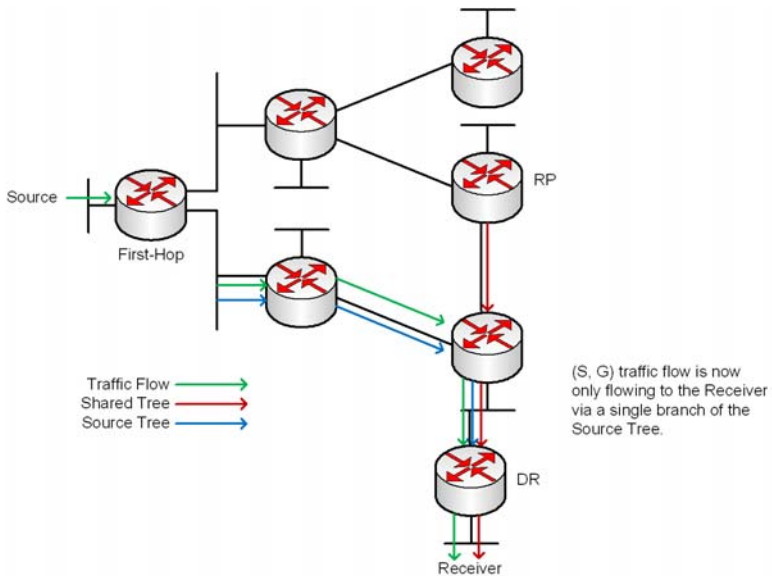 RP
Source
First-Hop
Traffic Flow
Shared Tree
Source Tree
(S, G) traffic flow is now
only flowing to the Receiver
via a single branch of the
Source Tree.
DR
Receiver